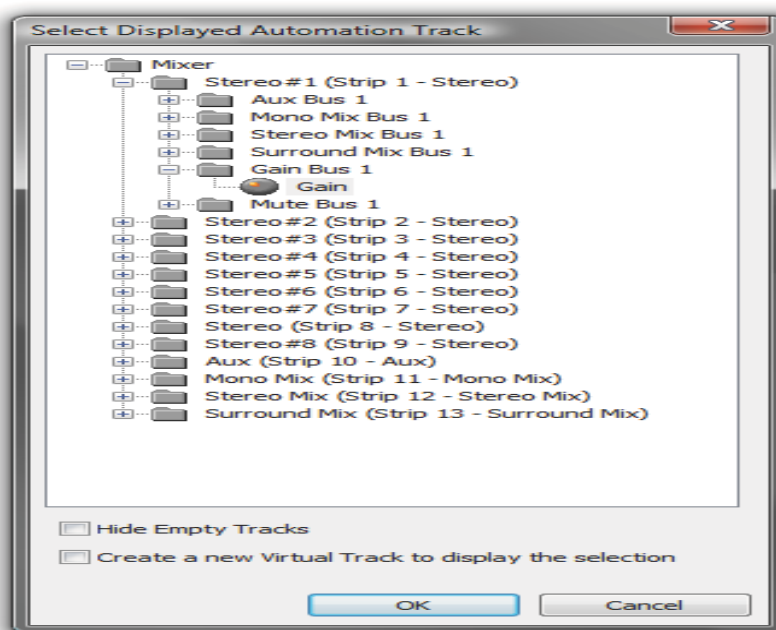 Select Displayed Automation Track
Mixer
Stereo#1 (Strip 1 - Stereo)
Aux Bus 1
Mono Mix Bus 1
Stereo Mix Bus 1
Surround Mix Bus 1
Gain Bus 1
Gain
Mute Bus 1
Stereo#2 (Strip 2 - Stereo)
Stereo#3 (Strip 3 - Stereo)
Stereo#4 (Strip 4 - Stereo)
Stereo#5 (Strip 5 - Stereo)
Stereo#6 (Strip 6 - Stereo)
Stereo#7 (Strip 7 - Stereo)
Stereo (Strip 8 - Stereo)
Stereo#8 (Strip 9 - Stereo)
Aux (Strip 10 - Aux)
Mono Mix (Strip 11 - Mono Mix)
Stereo Mix (Strip 12 - Stereo Mix)
Surround Mix (Strip 13 - Surround Mix)
Hide Empty Tracks
Create a new Virtual Track to display the selection
OK Cancel